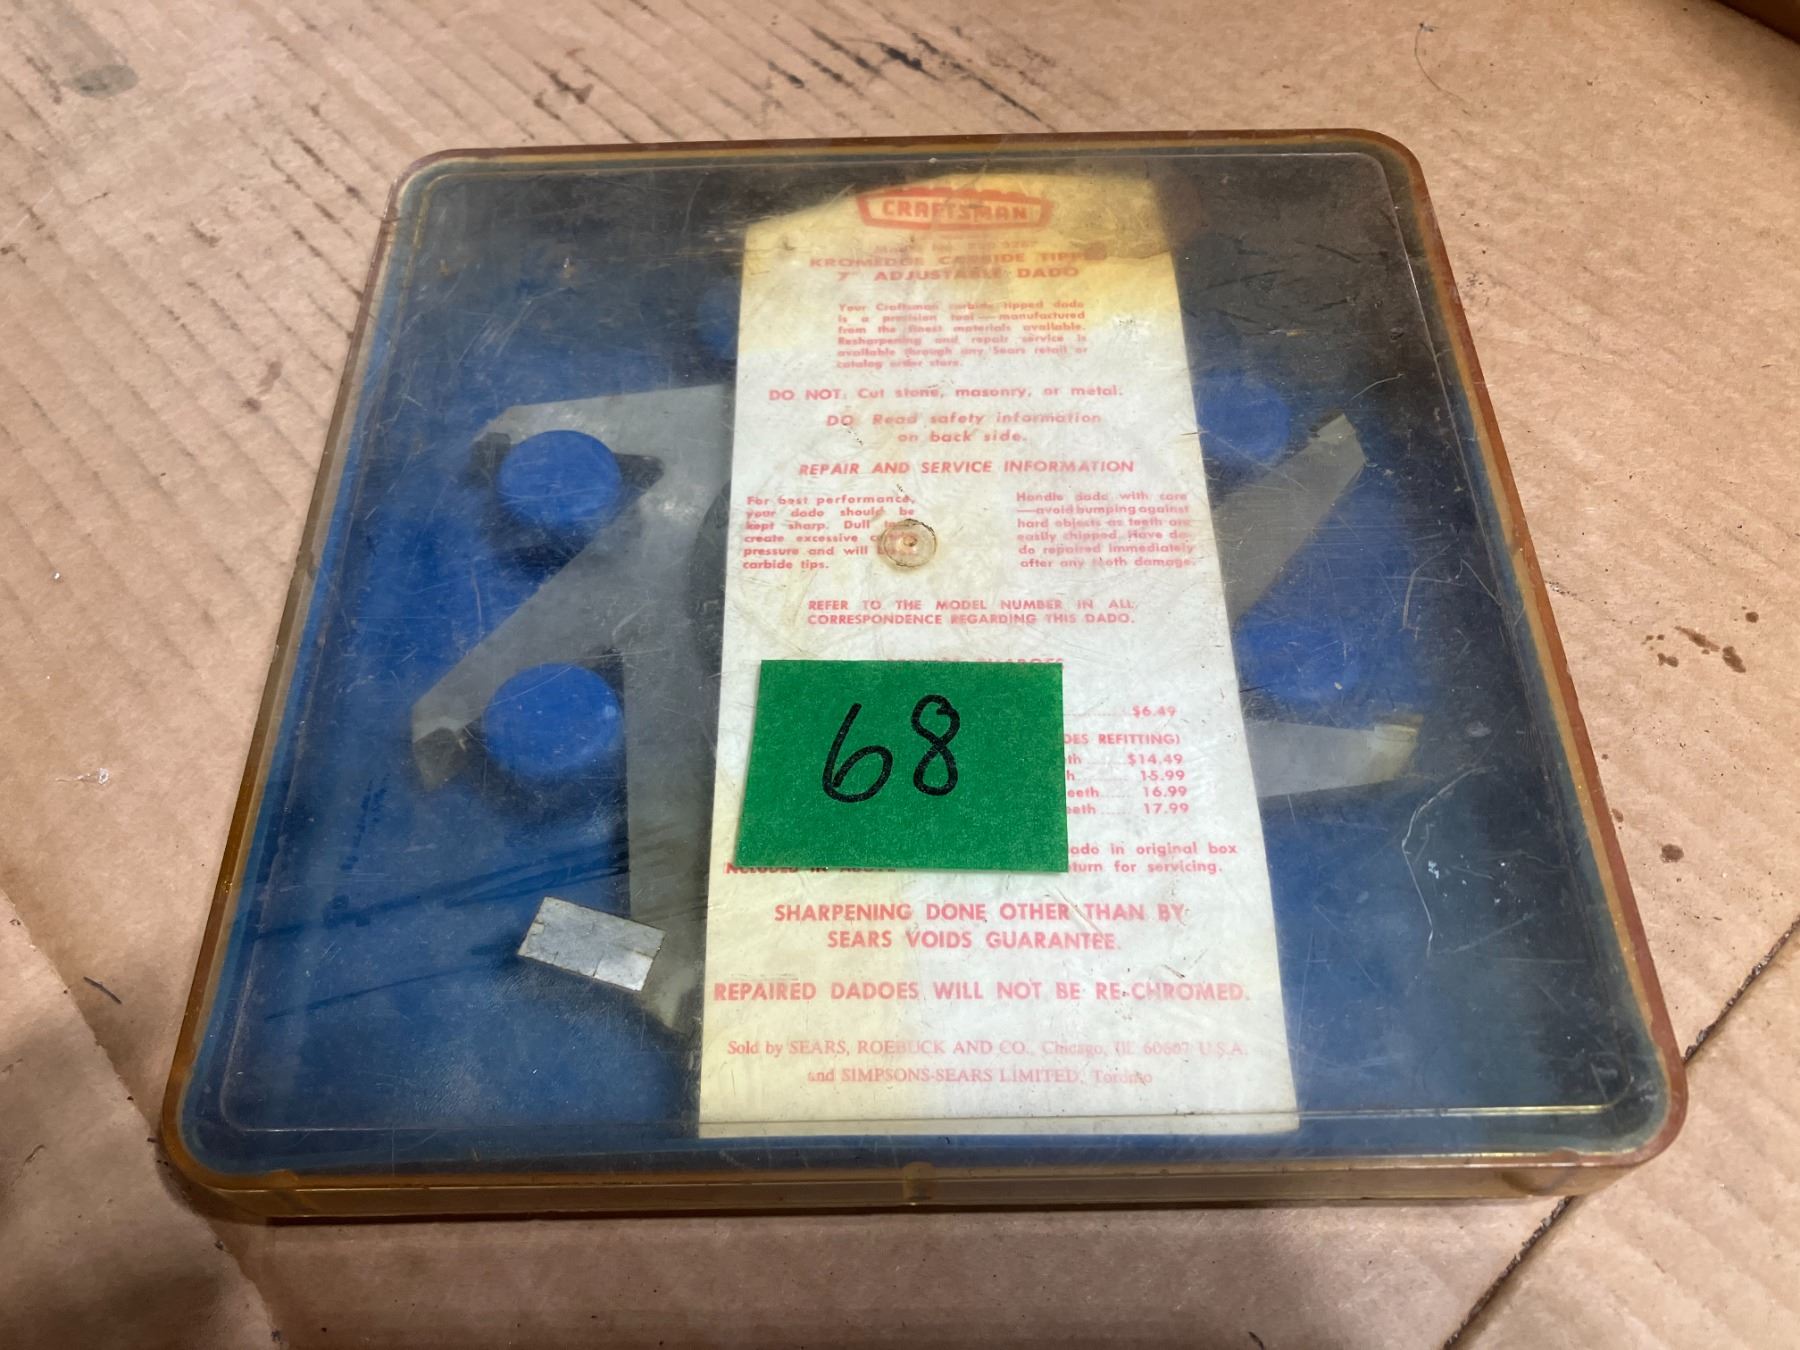 CRAFTSMAN
KROMEDGE CARBIDE
7" ADJUSTABLE DADO
Your Craftsman carbide tipped dado
is a precision tool—manufactured
from the finest materials available.
Resharpening and repair service is
available through any Sears retail or
catalog order store.
DO NOT: Cut stone, masonry, or metal.
DO Read safety information
on back side.
REPAIR AND SERVICE INFORMATION
For best performance,
your dado should be
kept sharp. Dull
create excessive
pressure and will
carbide tips.
Handle dado with care
—avoid bumping against
hard objects as teeth are
easily chipped. Have da-
do repaired immediately
after any tooth damage.
REFER TO THE MODEL NUMBER IN ALL
CORRESPONDENCE REGARDING THIS DADO.
68
$6.49
REFITTING)
$14.49
15.99
16.99
17.99
in original box
for servicing.
SHARPENING DONE OTHER THAN BY
SEARS VOIDS GUARANTEE.
REPAIRED DADOES WILL NOT BE RE-CHROMED.
Sold by SEARS, ROEBUCK AND CO., Chicago, IL 60607 U.S.A.
and SIMPSONS-SEARS LIMITED, Toronto